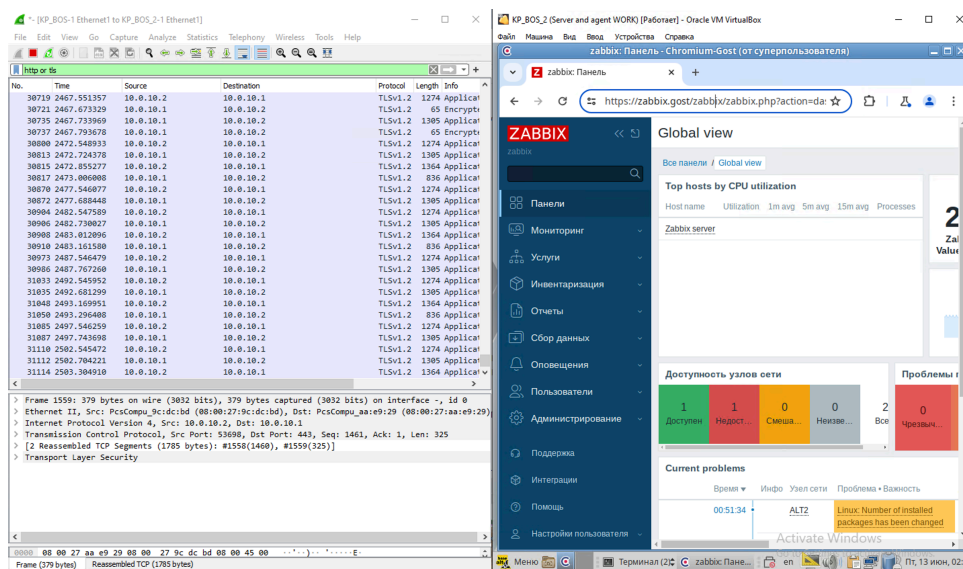 *- [KP_BOS-1 Ethernet1 to KP_BOS_2-1 Ethernet1]
File Edit View Go Capture Analyze Statistics Telephony Wireless Tools Help
http or tls
No. Time Source Destination Protocol Length Info
30719 2467.551357 10.0.10.2 10.0.10.1 TLSv1.2 1274 Applicat
30721 2467.673329 10.0.10.1 10.0.10.2 TLSv1.2 65 Encrypte
30735 2467.733969 10.0.10.1 10.0.10.2 TLSv1.2 1305 Applicat
30737 2467.793678 10.0.10.1 10.0.10.2 TLSv1.2 65 Encrypte
30800 2472.548933 10.0.10.2 10.0.10.1 TLSv1.2 1274 Applicat
30813 2472.724378 10.0.10.1 10.0.10.2 TLSv1.2 1305 Applicat
30815 2472.855277 10.0.10.1 10.0.10.2 TLSv1.2 1364 Applicat
30817 2473.006008 10.0.10.1 10.0.10.2 TLSv1.2 836 Applicat
30870 2477.546077 10.0.10.2 10.0.10.1 TLSv1.2 1274 Applicat
30872 2477.688448 10.0.10.1 10.0.10.2 TLSv1.2 1305 Applicat
30904 2482.547589 10.0.10.2 10.0.10.1 TLSv1.2 1274 Applicat
30906 2482.730027 10.0.10.1 10.0.10.2 TLSv1.2 1305 Applicat
30908 2483.012096 10.0.10.1 10.0.10.2 TLSv1.2 1364 Applicat
30910 2483.161580 10.0.10.1 10.0.10.2 TLSv1.2 836 Applicat
30973 2487.546479 10.0.10.2 10.0.10.1 TLSv1.2 1274 Applicat
30986 2487.767260 10.0.10.1 10.0.10.2 TLSv1.2 1305 Applicat
31033 2492.545952 10.0.10.2 10.0.10.1 TLSv1.2 1274 Applicat
31035 2492.681299 10.0.10.1 10.0.10.2 TLSv1.2 1305 Applicat
31048 2493.169951 10.0.10.1 10.0.10.2 TLSv1.2 1364 Applicat
31050 2493.296408 10.0.10.1 10.0.10.2 TLSv1.2 836 Applicat
31085 2497.546259 10.0.10.2 10.0.10.1 TLSv1.2 1274 Applicat
31087 2497.743698 10.0.10.1 10.0.10.2 TLSv1.2 1305 Applicat
31110 2502.545472 10.0.10.2 10.0.10.1 TLSv1.2 1274 Applicat
31112 2502.704221 10.0.10.1 10.0.10.2 TLSv1.2 1305 Applicat
31114 2503.304910 10.0.10.1 10.0.10.2 TLSv1.2 1364 Applicat
Frame 1559: 379 bytes on wire (3032 bits), 379 bytes captured (3032 bits) on interface -, id 0
Ethernet II, Src: PcsCompu_9c:dc:bd (08:00:27:9c:dc:bd), Dst: PcsCompu_aa:e9:29 (08:00:27:aa:e9:29)
Internet Protocol Version 4, Src: 10.0.10.2, Dst: 10.0.10.1
Transmission Control Protocol, Src Port: 53698, Dst Port: 443, Seq: 1461, Ack: 1, Len: 325
[2 Reassembled TCP Segments (1785 bytes): #1558(1460), #1559(325)]
Transport Layer Security
0000 08 00 27 aa e9 29 08 00 27 9c dc bd 08 00 45 00 ··'··)·· '·····E·
Frame (379 bytes) Reassembled TCP (1785 bytes)
KP_BOS_2 (Server and agent WORK) [Работает] - Oracle VM VirtualBox
Файл Машина Вид Ввод Устройства Справка
zabbix: Панель - Chromium-Gost (от суперпользователя)
zabbix: Панель
https://zabbix.gost/zabbix/zabbix.php?action=da
ZABBIX
zabbix
Панели
Мониторинг
Услуги
Инвентаризация
Отчеты
Сбор данных
Оповещения
Пользователи
Администрирование
Поддержка
Интеграции
Помощь
Настройки пользователя
Global view
Все панели / Global view
Top hosts by CPU utilization
Host name Utilization 1m avg 5m avg 15m avg Processes
Zabbix server
2
Zab
Value
Доступность узлов сети
1 1 0 0 2
Доступен Недост... Смеша... Неизве... Все
Проблемы п
0
Чрезвыч...
Current problems
Время Инфо Узел сети Проблема • Важность
00:51:34 ALT2 Linux: Number of installed
packages has been changed
Activate Windows
Меню Терминал (2) zabbix: Пане... en Пт, 13 июн, 02: